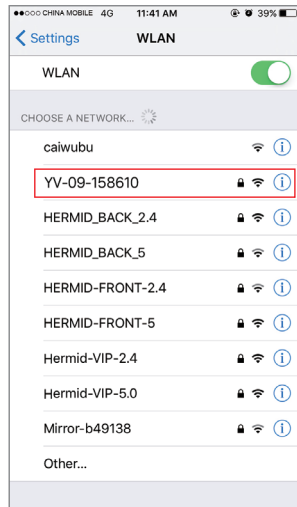 CHINA MOBILE 4G 11:41 AM 39%
Settings WLAN
WLAN
CHOOSE A NETWORK...
caiwubu
YV-09-158610
HERMID_BACK_2.4
HERMID_BACK_5
HERMID-FRONT-2.4
HERMID-FRONT-5
Hermid-VIP-2.4
Hermid-VIP-5.0
Mirror-b49138
Other...